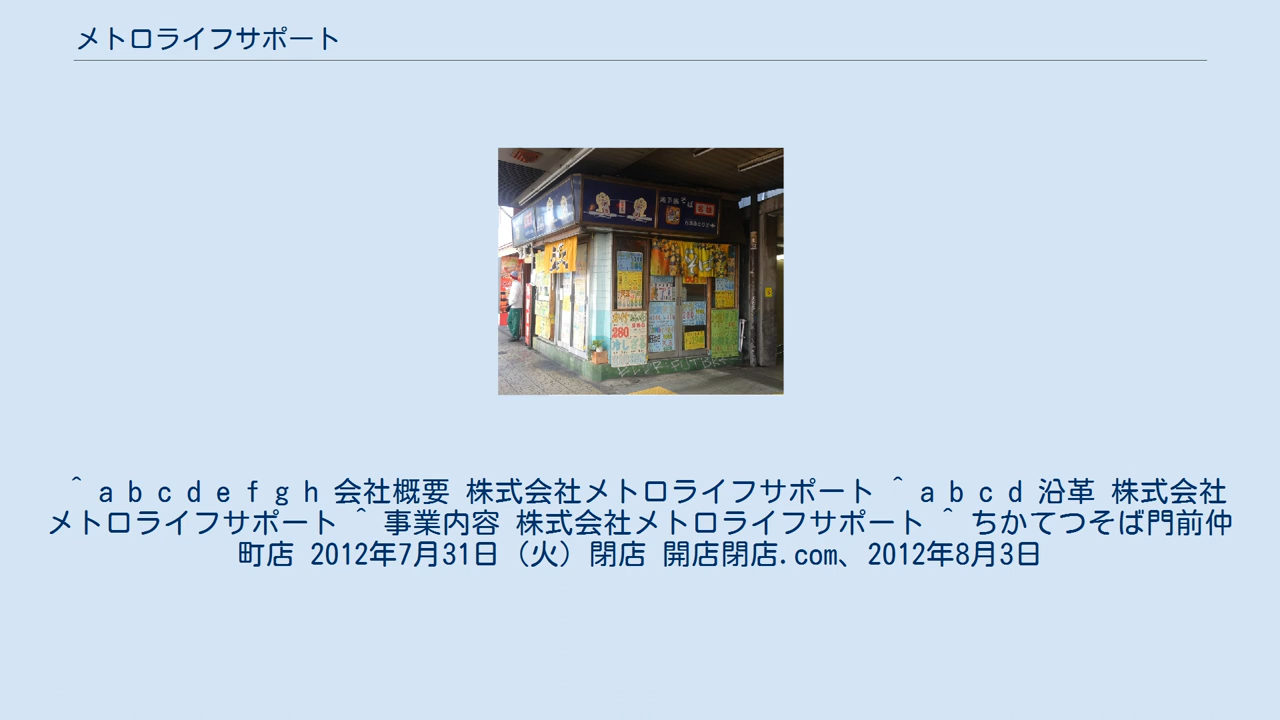 メトロライフサポート
そば
280
^ a b c d e f g h 会社概要 株式会社メトロライフサポート ^ a b c d 沿革 株式会社
メトロライフサポート ^ 事業内容 株式会社メトロライフサポート ^ ちかてつそば門前仲
町店 2012年7月31日（火）閉店 開店閉店.com、2012年8月3日